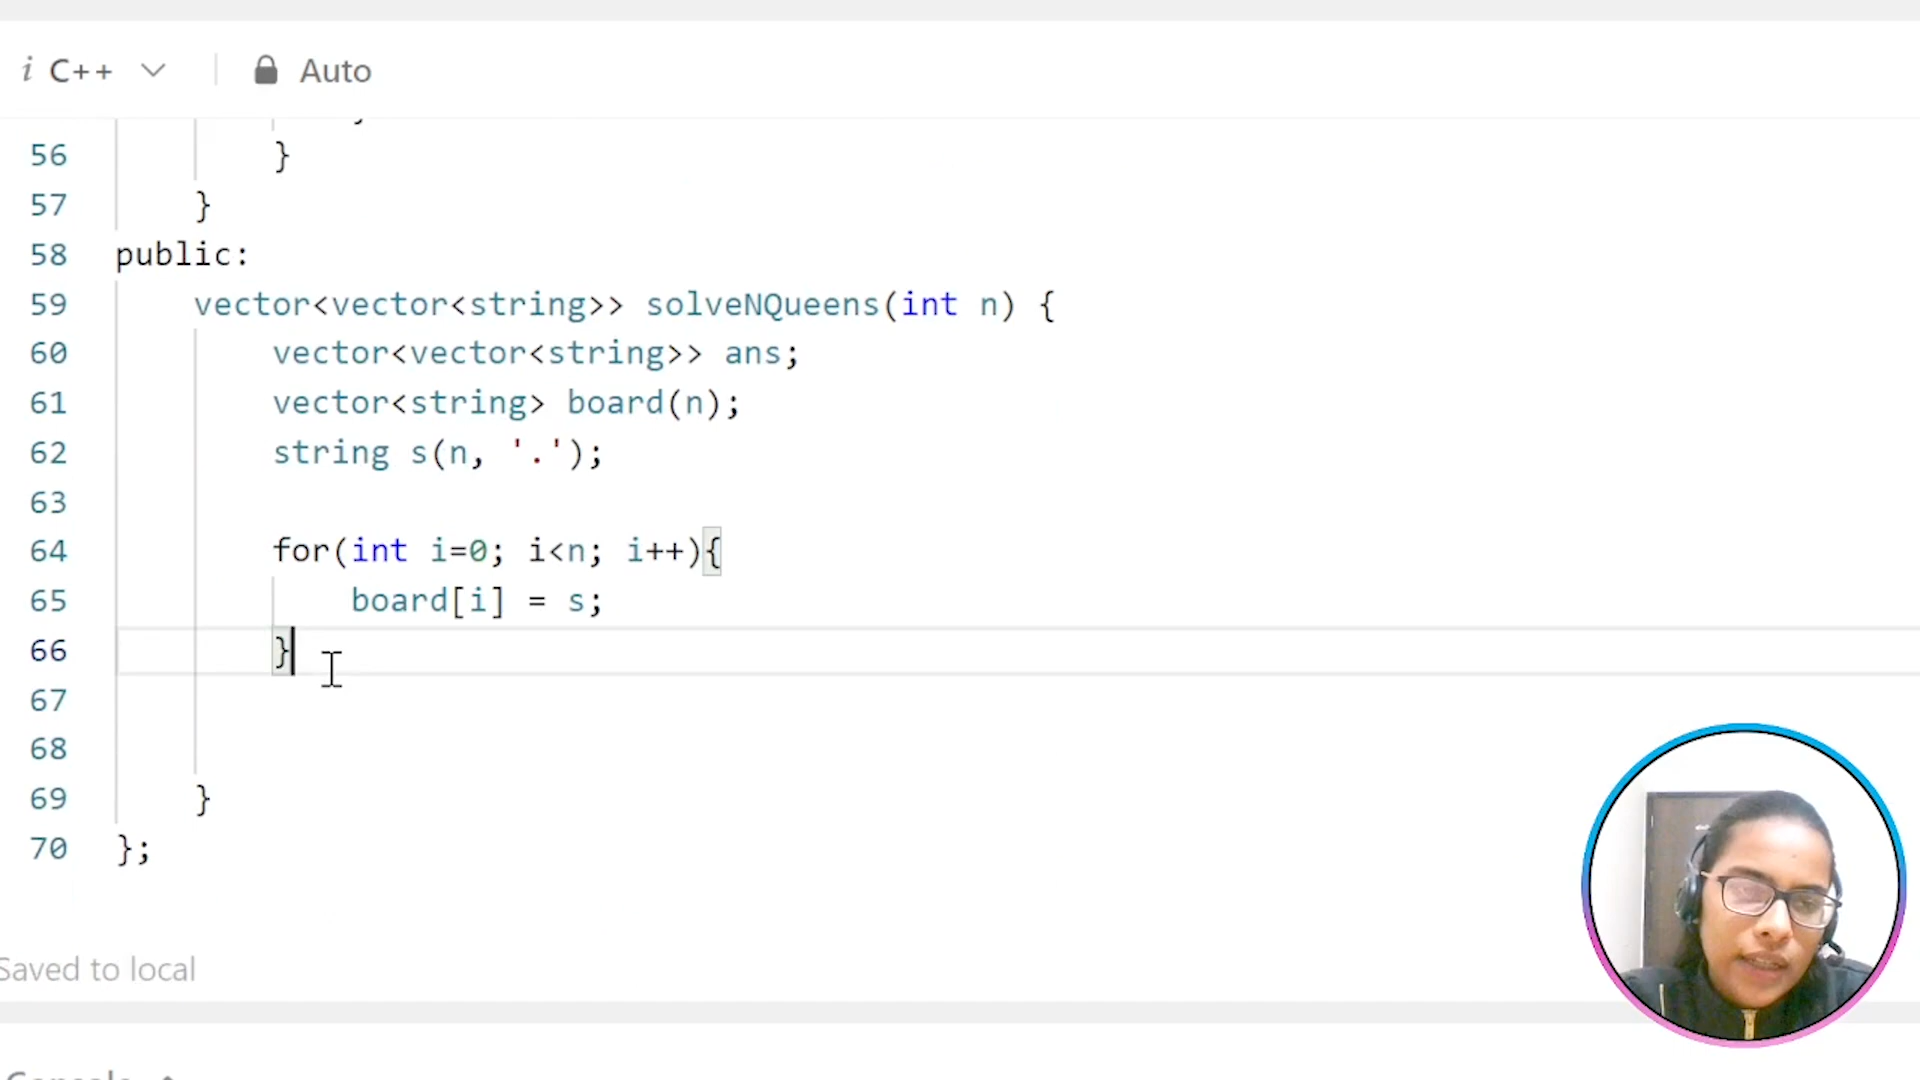 i C++ Auto
56 }
57 }
58 public:
59 vector<vector<string>> solveNQueens(int n) {
60 vector<vector<string>> ans;
61 vector<string> board(n);
62 string s(n, '.');
63
64 for(int i=0; i<n; i++){
65 board[i] = s;
66 }
67
68
69 }
70 };
Saved to local
Console